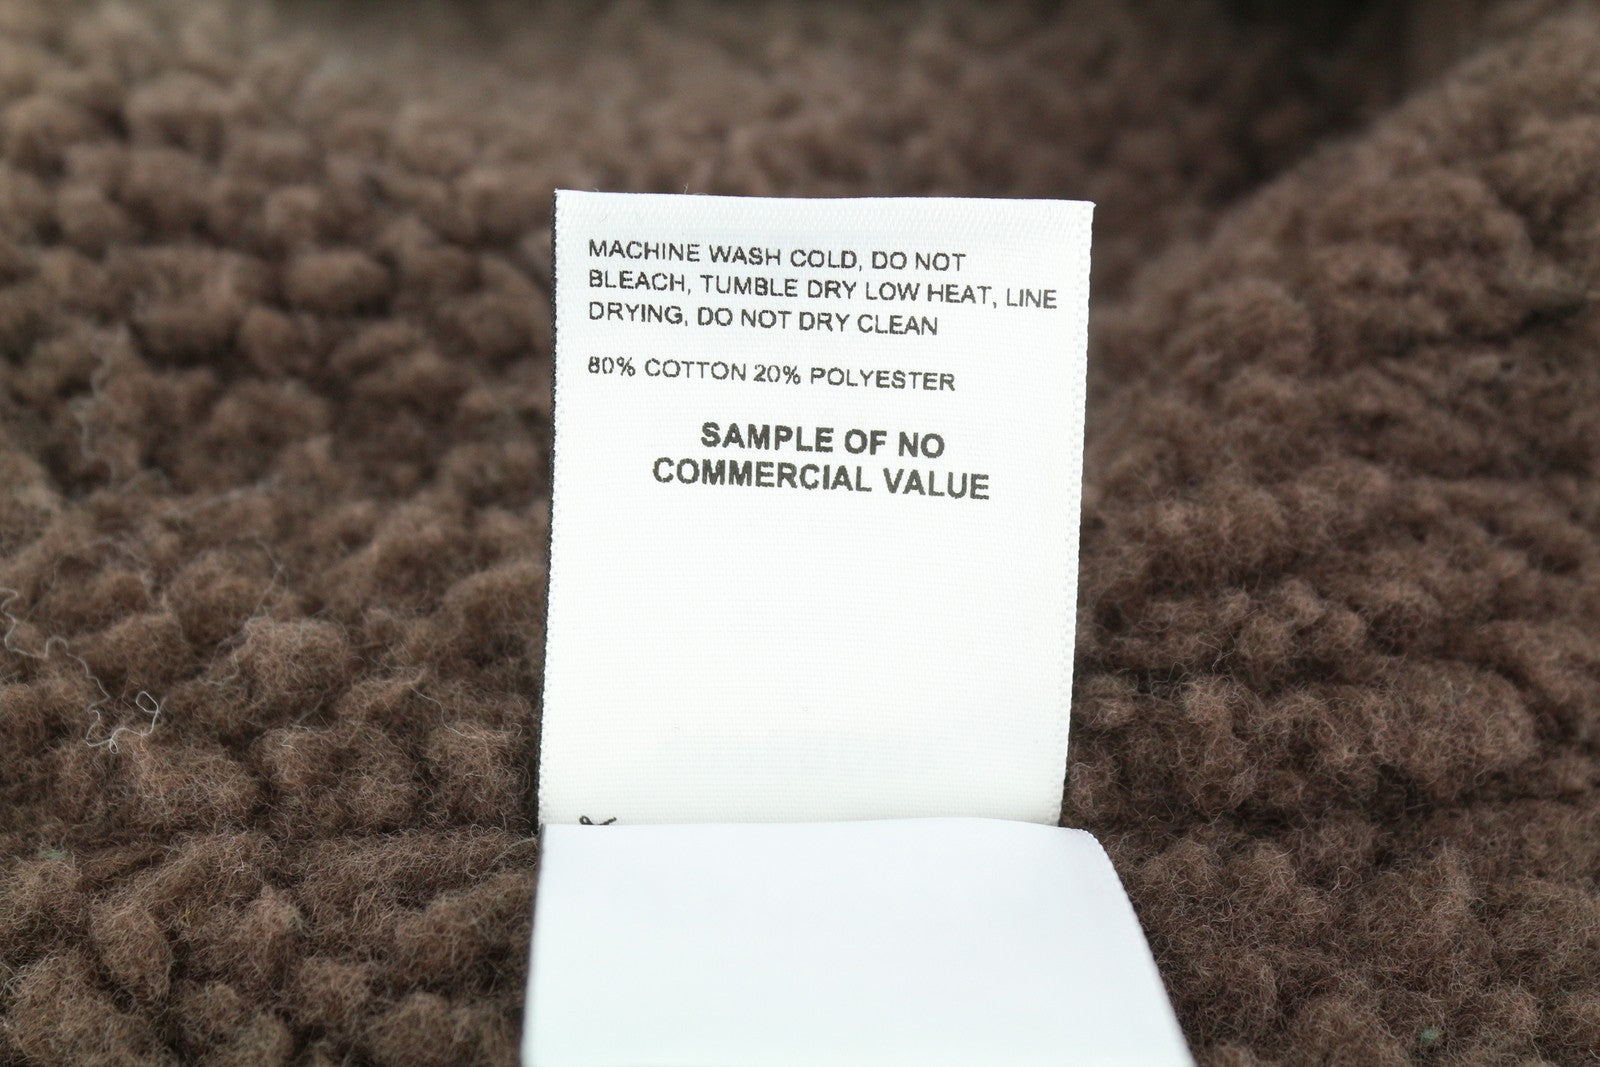 MACHINE WASH COLD, DO NOT
BLEACH, TUMBLE DRY LOW HEAT, LINE
DRYING, DO NOT DRY CLEAN
80% COTTON 20% POLYESTER
SAMPLE OF NO
COMMERCIAL VALUE